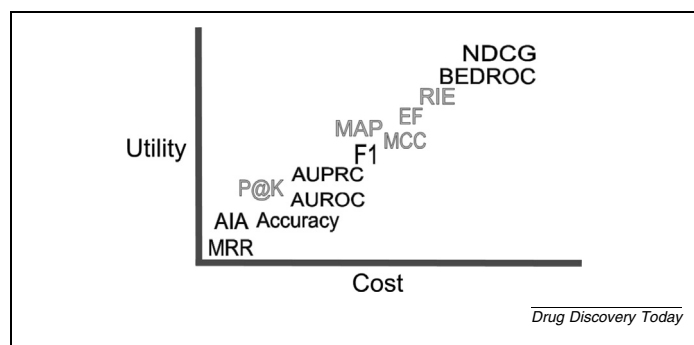 NDCG
BEDROC
RIE
EF
MAP
MCC
Utility
F1
AUPRC
P@K
AUROC
AIA Accuracy
MRR
Cost
Drug Discovery Today